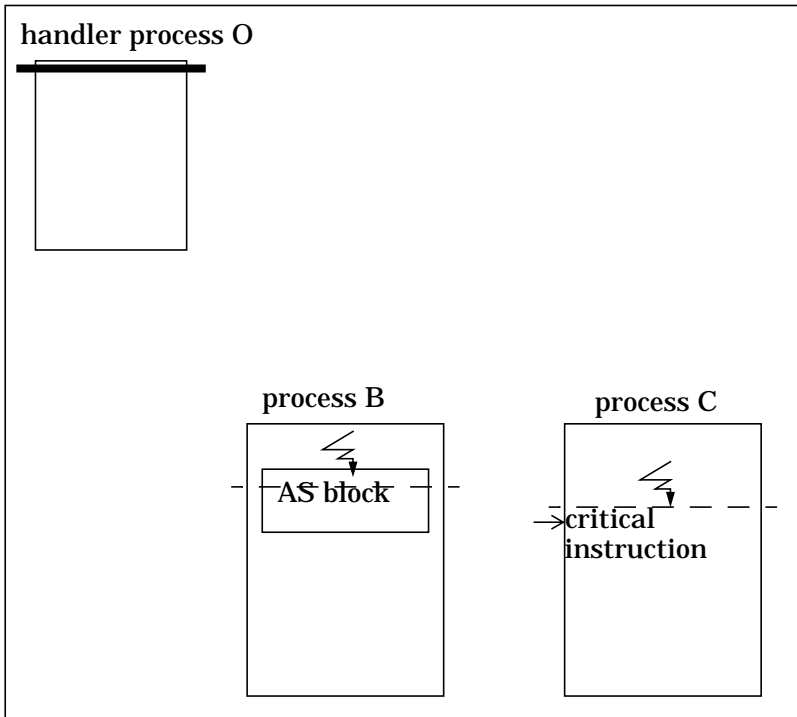 handler process O
process B
process C
AS block
critical
instruction